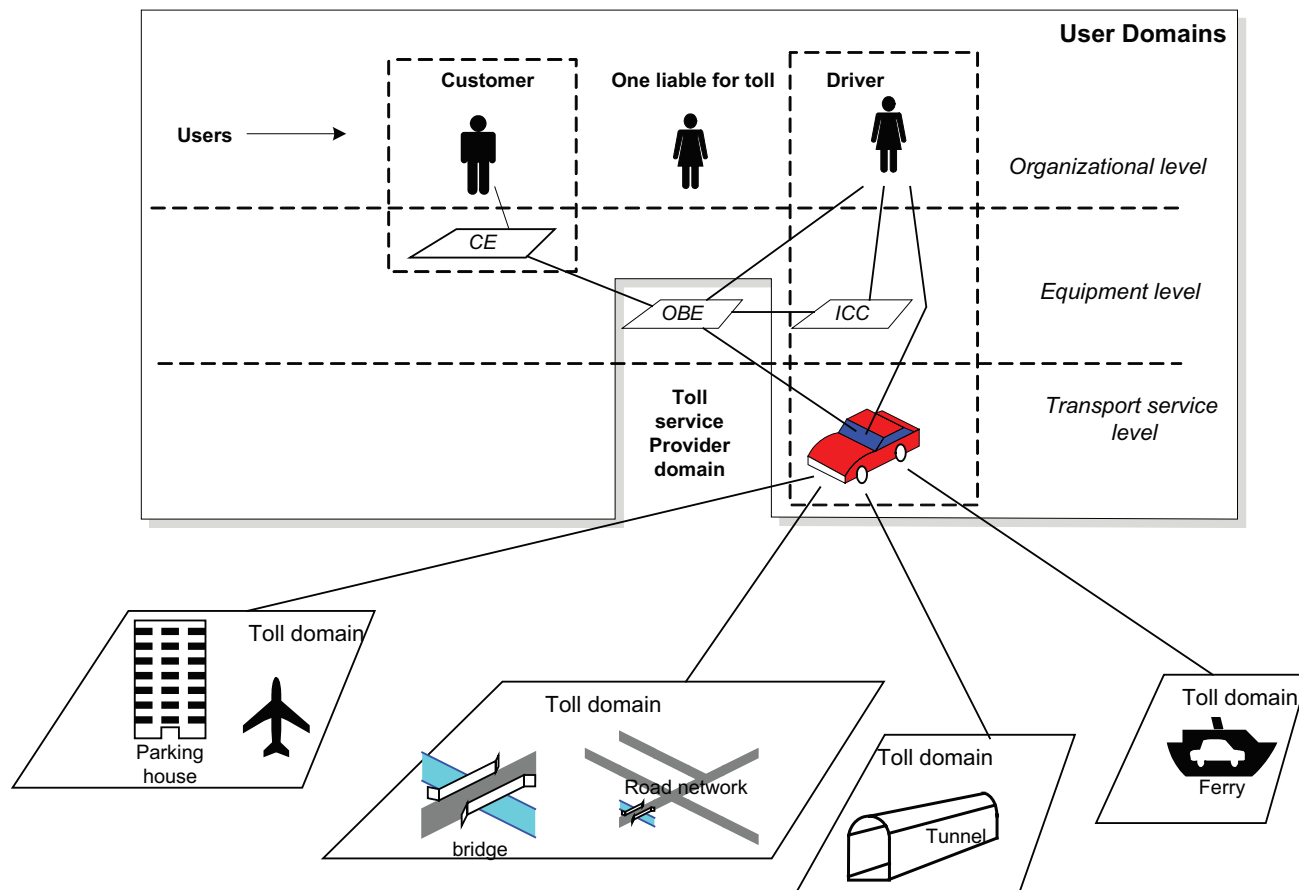 User Domains
Customer
One liable for toll
Driver
Users
Organizational level
CE
Equipment level
OBE
ICC
Toll
service
Provider
domain
Transport service
level
Toll domain
Parking
house
Toll domain
Road network
bridge
Toll domain
Tunnel
Toll domain
Ferry